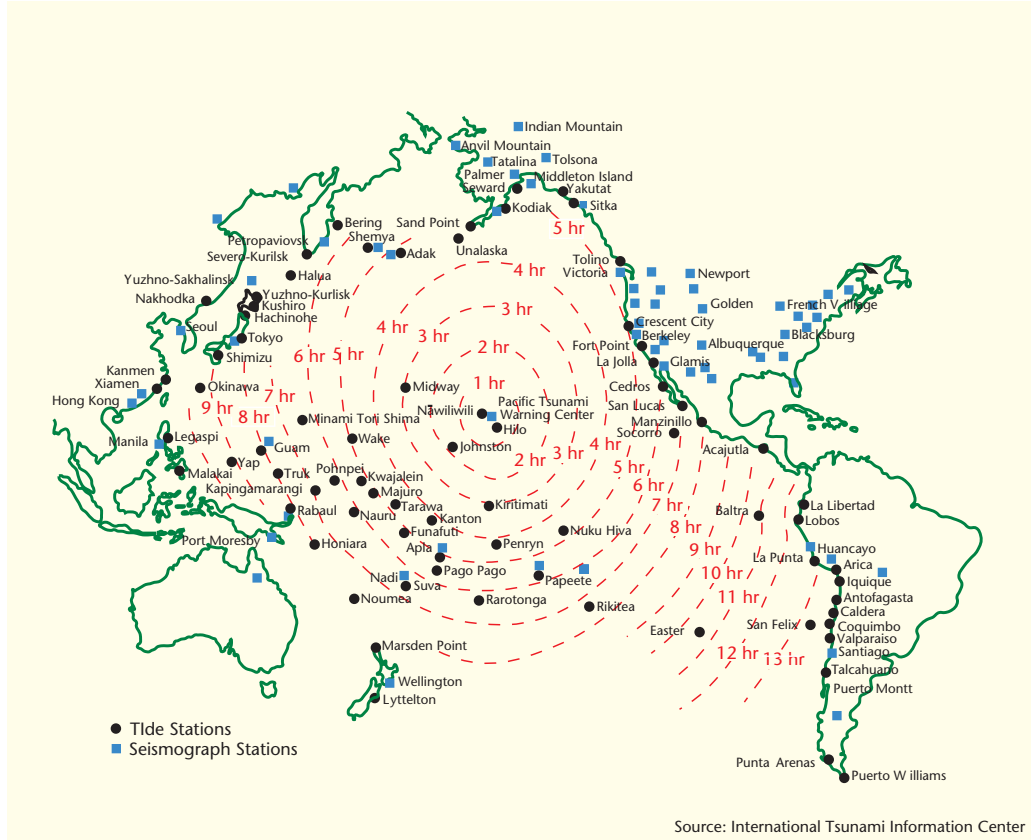 Indian Mountain
Anvil Mountain
Tatalina
Tolsona
Palmer
Middleton Island
Seward
Yakutat
Sitka
Kodiak
Bering
Sand Point
5 hr
Shemya
Petropaviovsk
Adak
Unalaska
Severo-Kurilsk
Tolino
Victoria
4 hr
Newport
Halua
Yuzhno-Sakhalinsk
Yuzhno-Kurlisk
Nakhodka
Kushiro
Hachinohe
Golden
French V illiage
3 hr
4 hr
3 hr
Crescent City
Seoul
Tokyo
Berkeley
Blacksburg
Fort Point
Albuquerque
2 hr
Shimizu
6 hr
5 hr
La Jolla
Glamis
Kanmen
Xiamen
Okinawa
Midway
1 hr
Cedros
Hong Kong
7 hr
9 hr
8 hr
Nawiliwili
Pacific Tsunami
Warning Center
San Lucas
Minami Tori Shima
Hilo
Manzinillo
Socorro
Legaspi
Manila
Wake
Johnston
4 hr
3 hr
2 hr
Acajutla
Guam
Yap
Malakai
Truk
Pohnpei
Kwajalein
5 hr
Kapingamarangi
Majuro
6 hr
Rabaul
Nauru
Tarawa
Kiritimati
7 hr
Baltra
La Libertad
Lobos
Kanton
8 hr
Port Moresby
Honiara
Funafuti
Penryn
Nuku Hiva
Apla
9 hr
La Punta
Huancayo
Arica
Pago Pago
10 hr
Nadi
Suva
Papeete
Iquique
Noumea
Rarotonga
Rikitea
11 hr
Antofagasta
Caldera
Easter
San Felix
Coquimbo
Valparaiso
Marsden Point
12 hr
13 hr
Santiago
Talcahuano
Wellington
Puerto Montt
Lyttelton
TIde Stations
Seismograph Stations
Punta Arenas
Puerto W illiams
Source: International Tsunami Information Center